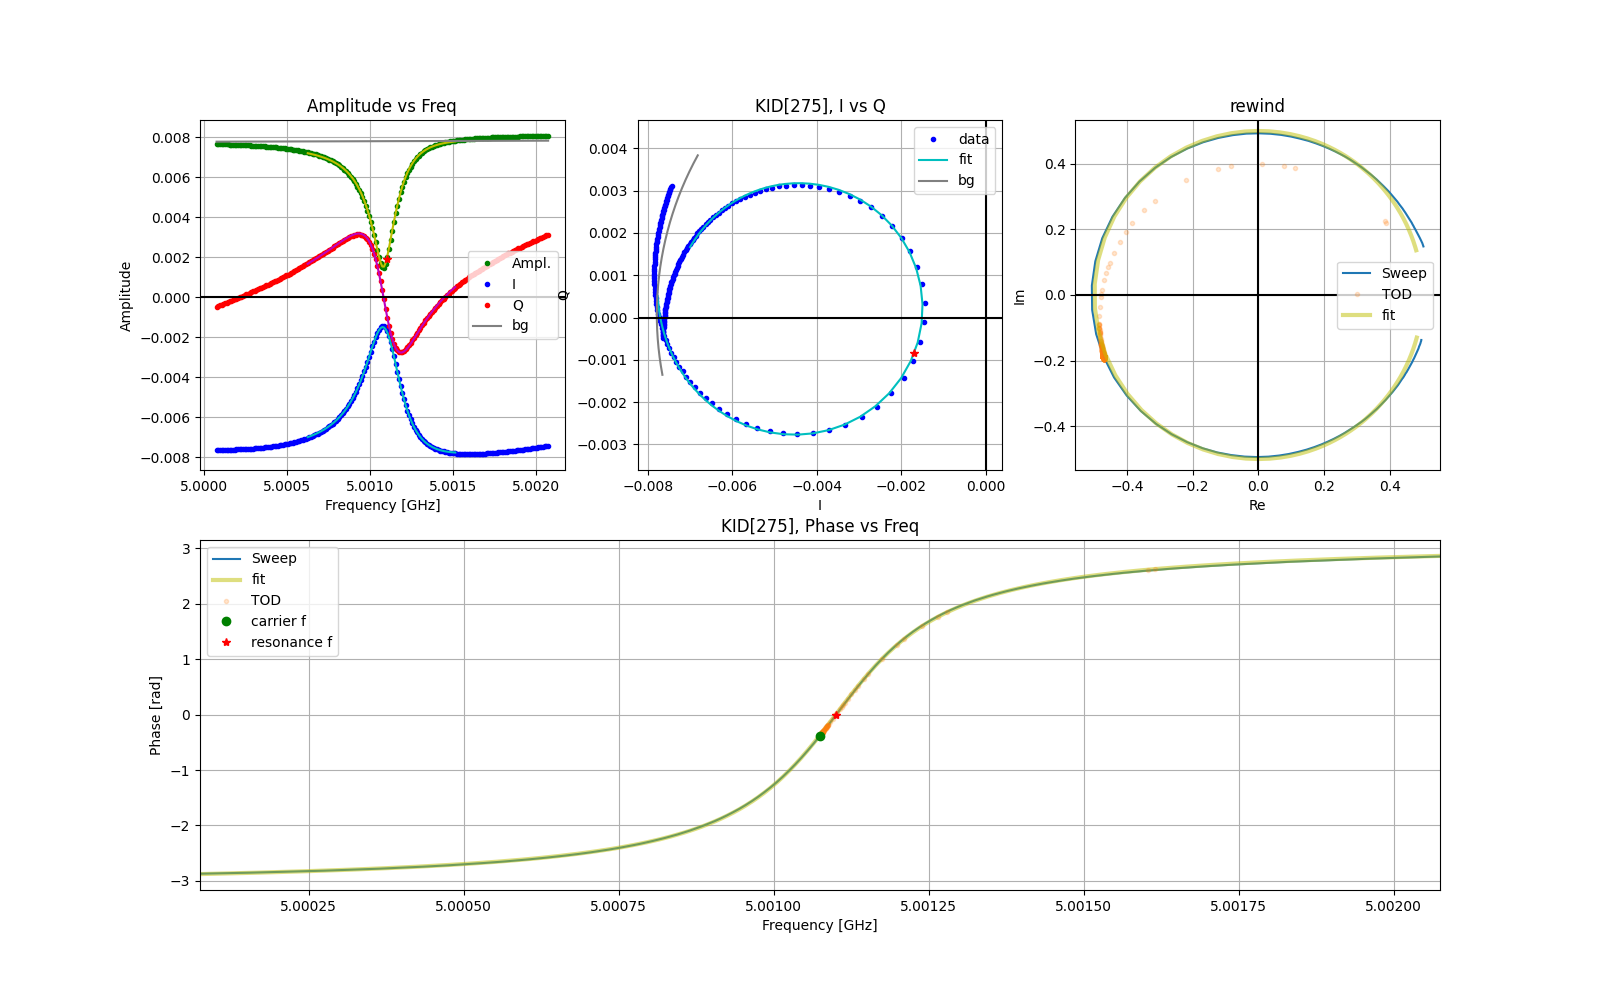 Amplitude vs Freq
Amplitude
0.008
0.006
0.004
0.002
0.000
−0.002
−0.004
−0.006
−0.008
Ampl.
I
Q
bg
5.0000
5.0005
5.0010
5.0015
5.0020
Frequency [GHz]
KID[275], I vs Q
Q
0.004
0.003
0.002
0.001
0.000
−0.001
−0.002
−0.003
data
fit
bg
−0.008
−0.006
−0.004
−0.002
0.000
I
rewind
Im
0.4
0.2
0.0
−0.2
−0.4
Sweep
TOD
fit
−0.4
−0.2
0.0
0.2
0.4
Re
KID[275], Phase vs Freq
Phase [rad]
3
2
1
0
−1
−2
−3
Sweep
fit
TOD
carrier f
resonance f
5.00025
5.00050
5.00075
5.00100
5.00125
5.00150
5.00175
5.00200
Frequency [GHz]